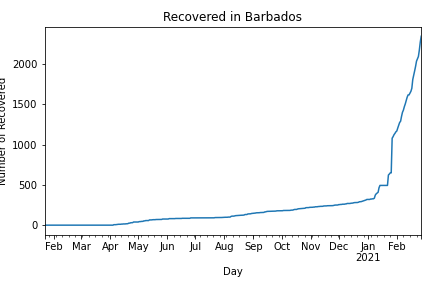 Recovered in Barbados
Number of Recovered
2000
1500
1000
500
0
Feb Mar Apr May Jun Jul Aug Sep Oct Nov Dec Jan Feb
2021
Day